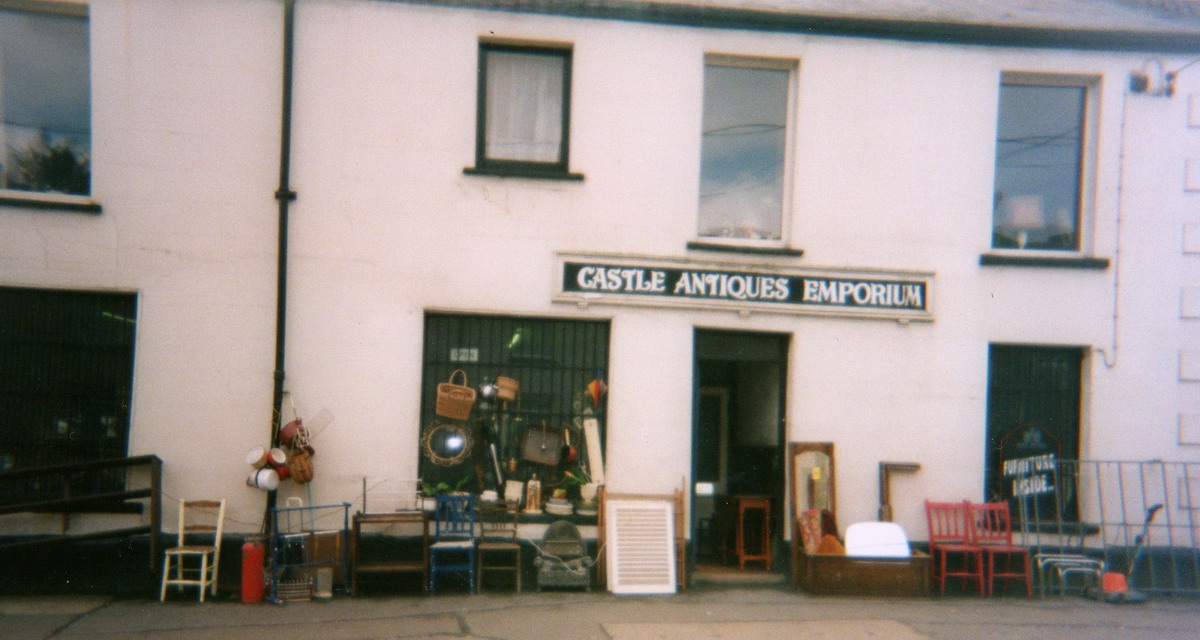 CASTLE ANTIQUES EMPORIUM
FURNITURE
INSIDE...